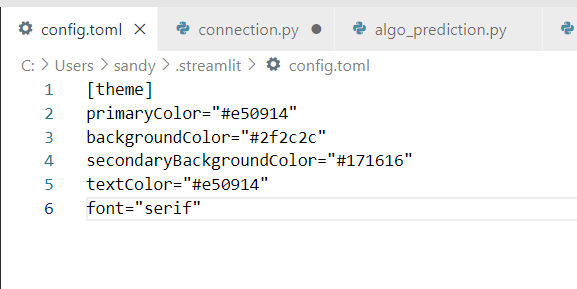 config.toml connection.py algo_prediction.py
C: > Users > sandy > .streamlit > config.toml
1 [theme]
2 primaryColor="#e50914"
3 backgroundColor="#2f2c2c"
4 secondaryBackgroundColor="#171616"
5 textColor="#e50914"
6 font="serif"